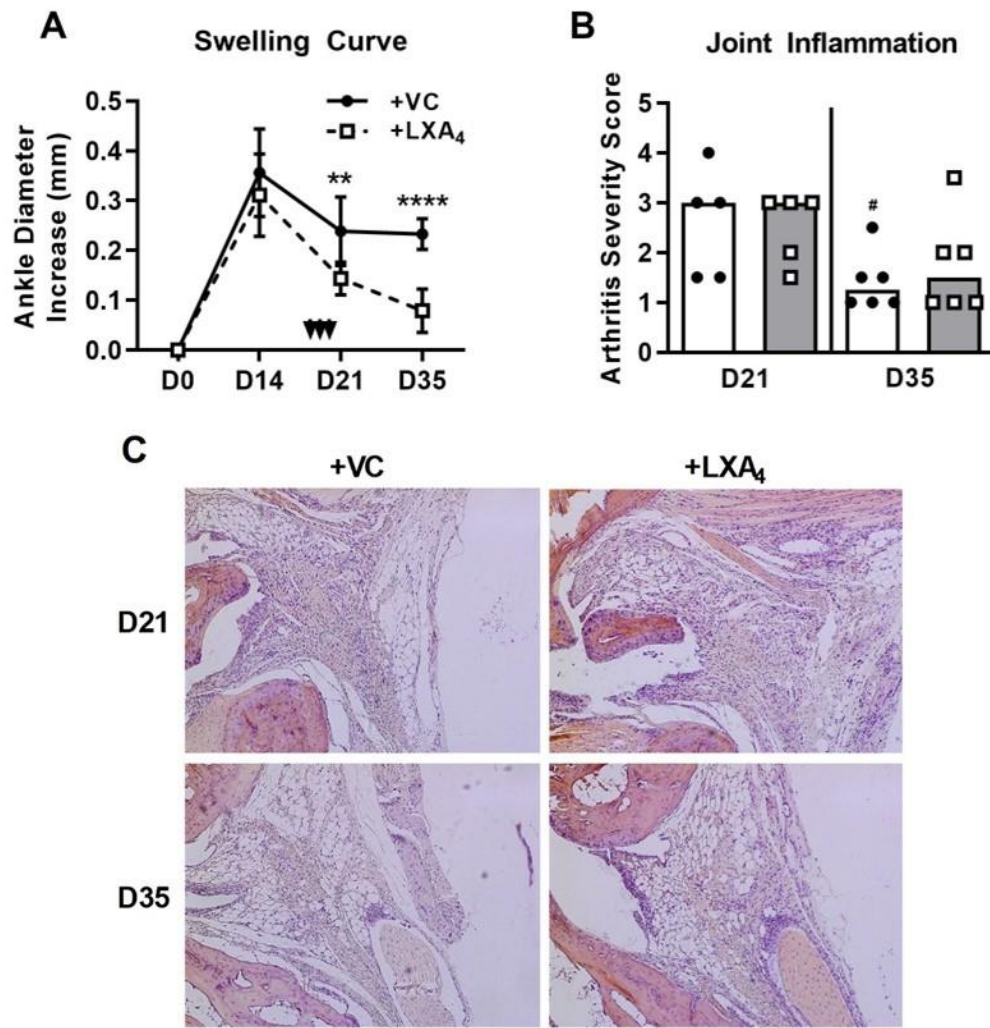 A
Swelling Curve
+VC
+LXA₄
Ankle Diameter
Increase (mm)
0.5
0.4
0.3
0.2
0.1
0.0
**
****
D0 D14 D21 D35
B
Joint Inflammation
Arthritis Severity Score
5
4
3
2
1
0
#
D21 D35
C
+VC +LXA₄
D21
D35